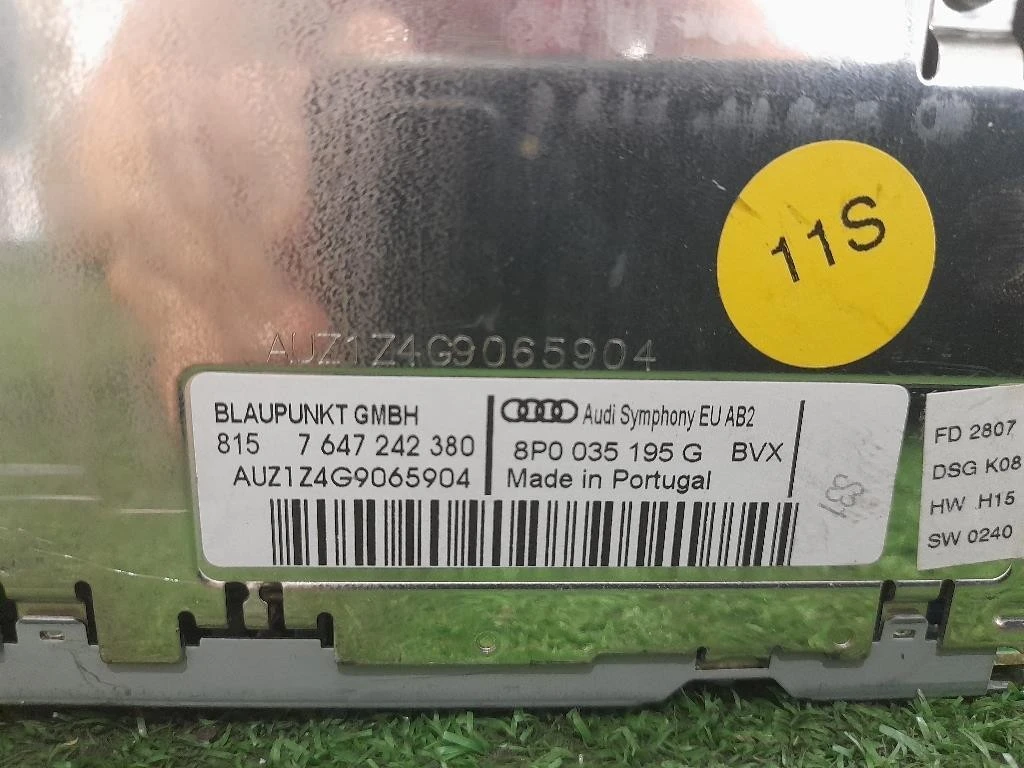 11S
AUZ1Z4G9065904
BLAUPUNKT GMBH
815 7 647 242 380
AUZ1Z4G9065904
Audi Symphony EU AB2
8P0 035 195 G BVX
Made in Portugal
FD 2807
DSG K08
HW H15
SW 0240